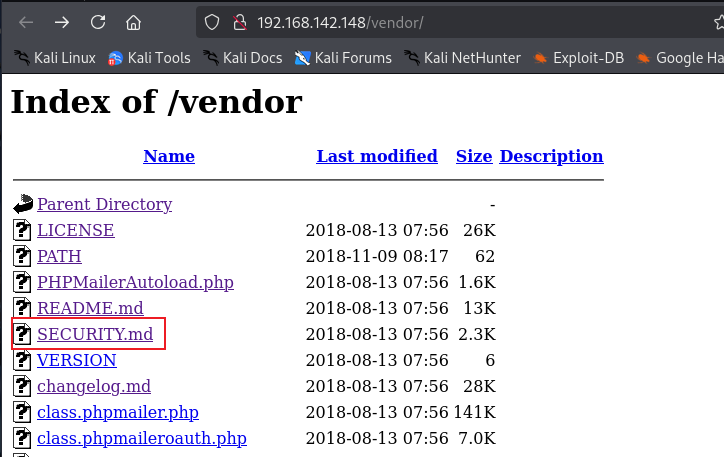 192.168.142.148/vendor/
Kali Linux Kali Tools Kali Docs Kali Forums Kali NetHunter Exploit-DB Google Ha
Index of /vendor
Name Last modified Size Description
Parent Directory -
LICENSE 2018-08-13 07:56 26K
PATH 2018-11-09 08:17 62
PHPMailerAutoload.php 2018-08-13 07:56 1.6K
README.md 2018-08-13 07:56 13K
SECURITY.md 2018-08-13 07:56 2.3K
VERSION 2018-08-13 07:56 6
changelog.md 2018-08-13 07:56 28K
class.phpmailer.php 2018-08-13 07:56 141K
class.phpmaileroauth.php 2018-08-13 07:56 7.0K